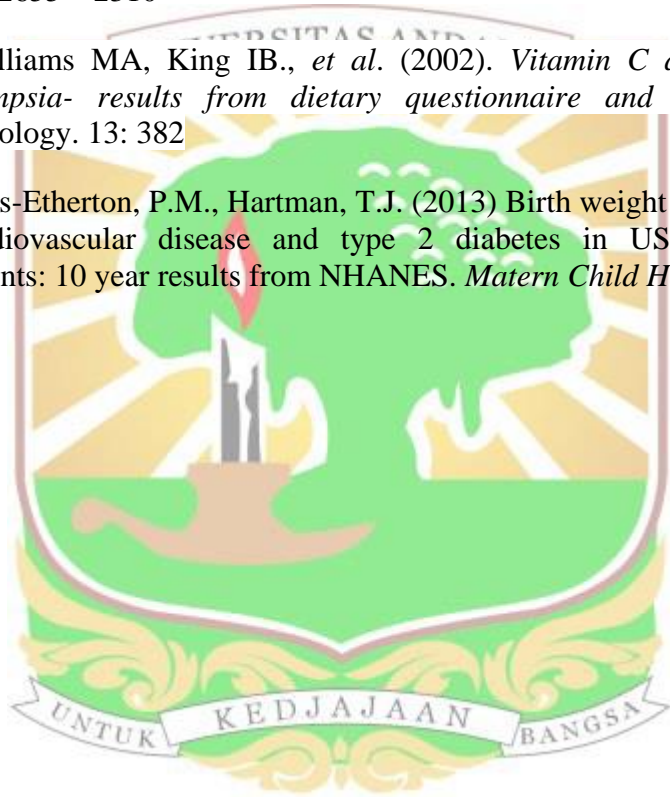 UNIVERSITAS ANDALAS
lliams MA, King IB., et al. (2002). Vitamin C
mpsia- results from dietary questionnaire and
ology. 13: 382
s-Etherton, P.M., Hartman, T.J. (2013) Birth weight
diovascular disease and type 2 diabetes in US
nts: 10 year results from NHANES. Matern Child H
UNTUK KEDJAJAAN BANGSA